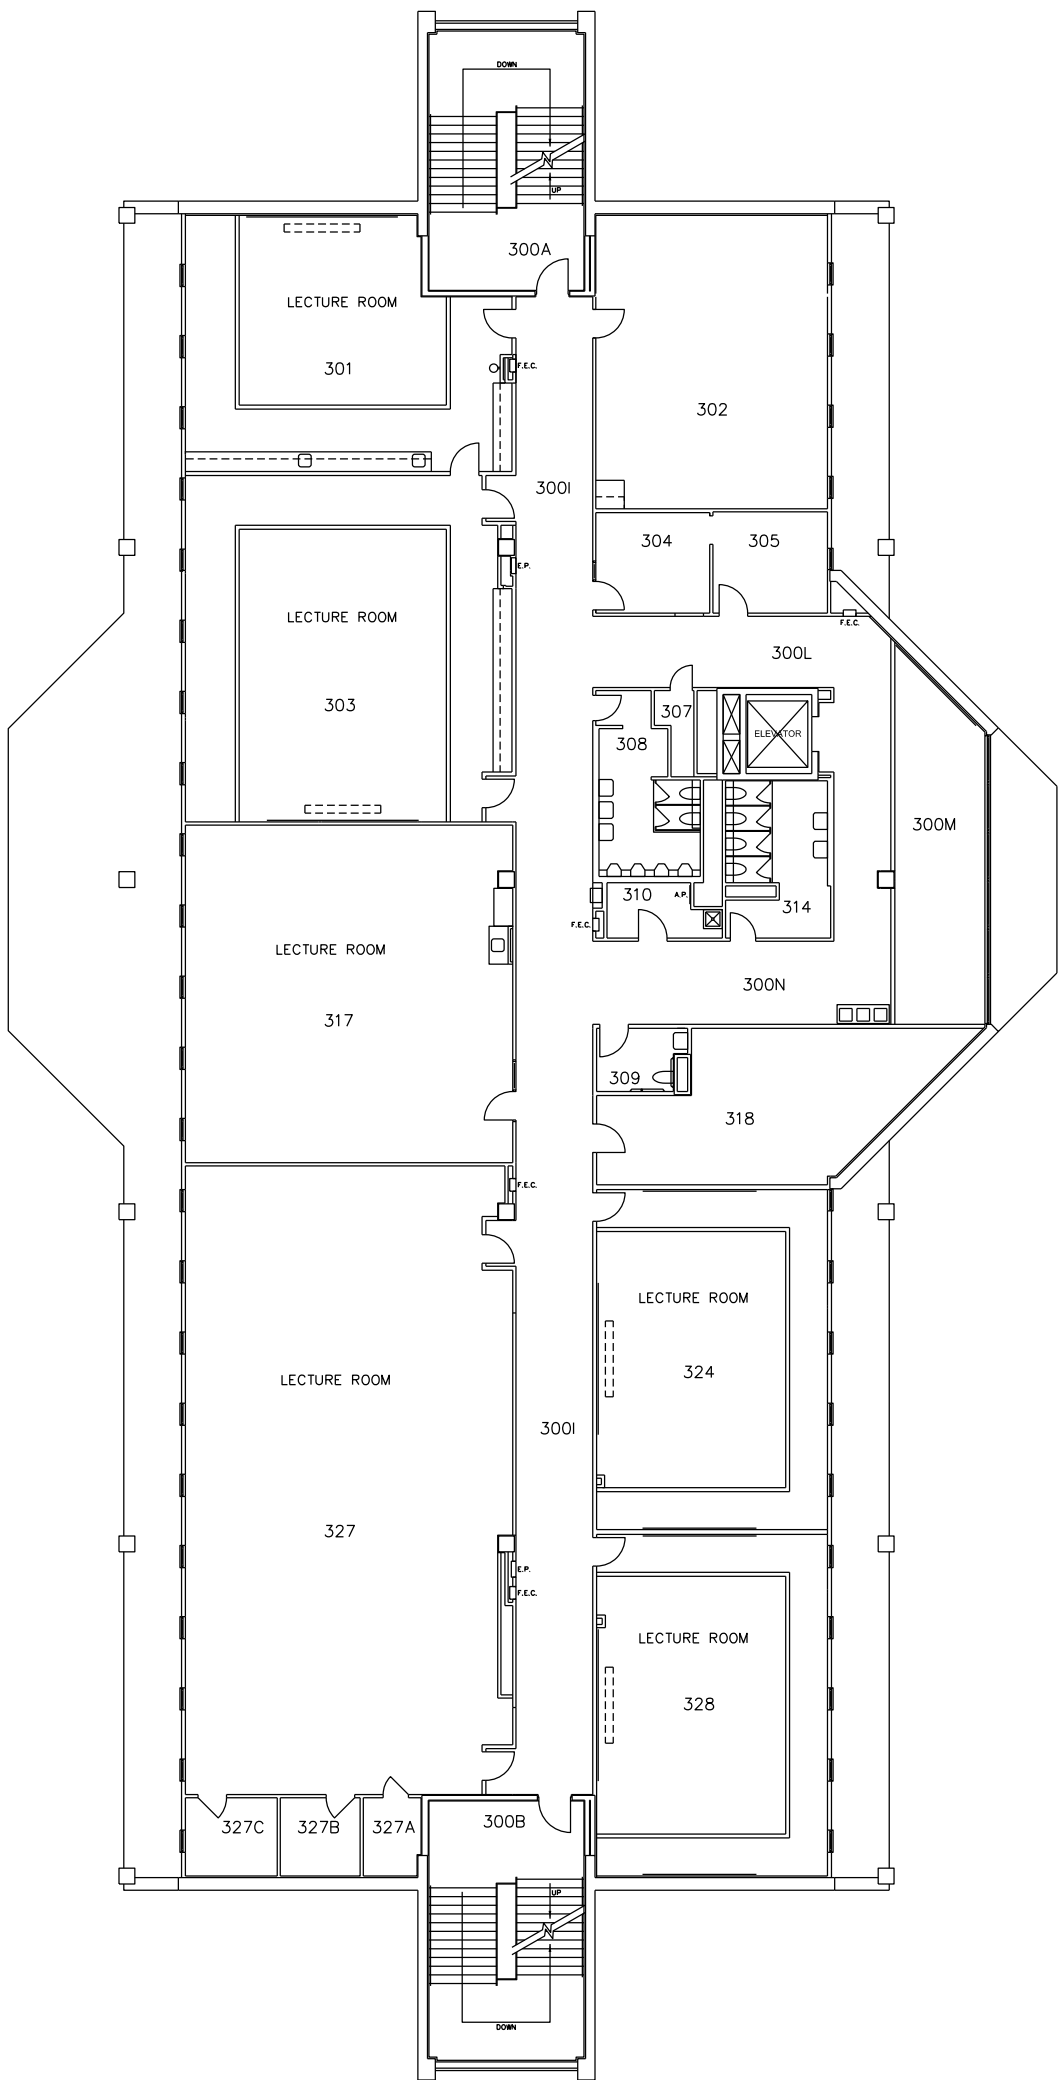 DOWN
UP
300A
LECTURE ROOM
301
F.E.C.
302
300I
304
305
E.P.
LECTURE ROOM
303
F.E.C.
300L
307
308
ELEVATOR
300M
310
A.P.
314
F.E.C.
LECTURE ROOM
317
300N
309
318
F.E.C.
LECTURE ROOM
324
LECTURE ROOM
327
300I
E.P.
F.E.C.
LECTURE ROOM
328
327C
327B
327A
300B
UP
DOWN